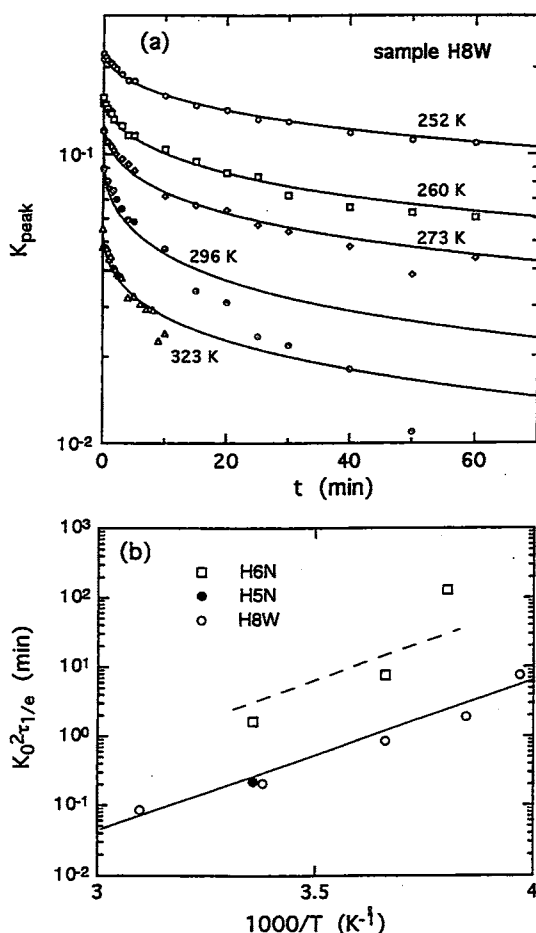 (a)
sample H8W
252 K
260 K
273 K
296 K
323 K
K_peak
10^-1
10^-2
0
20
40
60
t (min)
(b)
H6N
H5N
H8W
K_0^2 τ_1/e (min)
10^3
10^2
10^1
10^0
10^-1
10^-2
3
3.5
4
1000/T (K^-1)